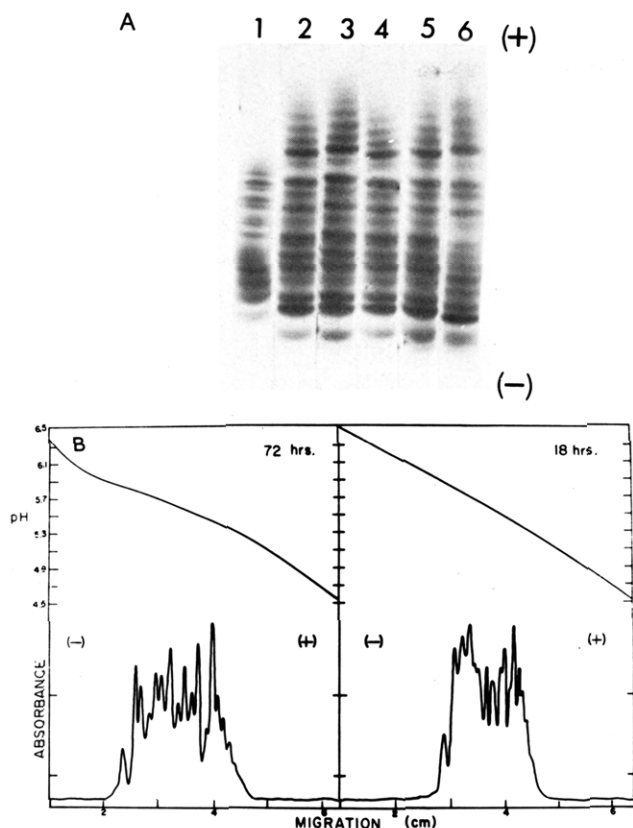 A
1 2 3 4 5 6 (+)
(−)
B
72 hrs.
18 hrs.
6.5
6.1
5.7
5.3
4.9
4.5
pH
(−) (+) (−) (+)
ABSORBANCE
2 4 6 2 4 6
MIGRATION (cm)